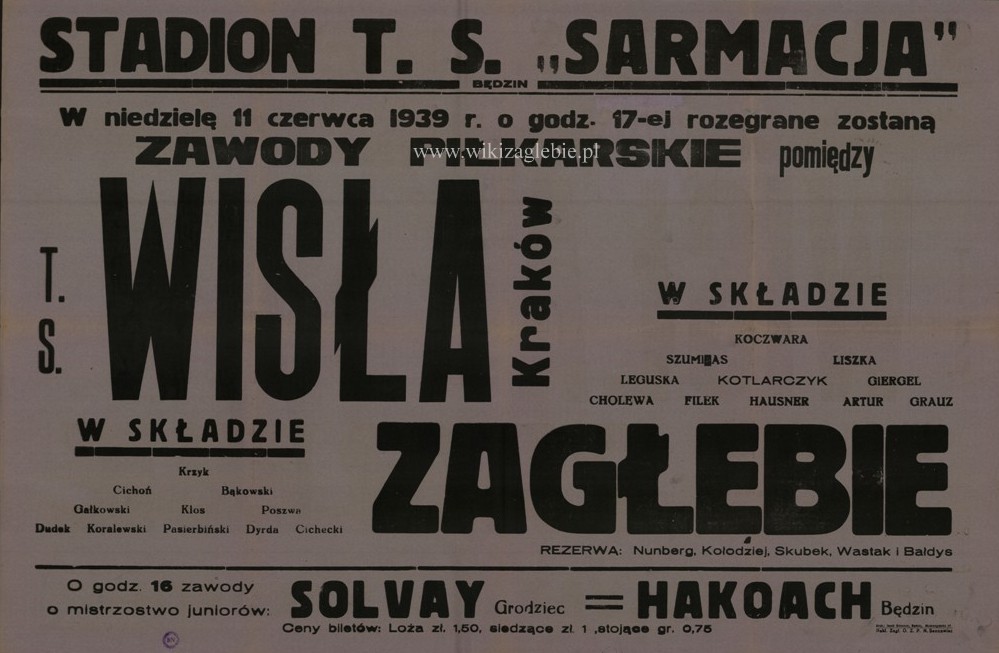 STADION T. S. „SARMACJA”
BĘDZIN
W niedzielę 11 czerwca 1939 r. o godz. 17-ej rozegrane zostaną
ZAWODY PIŁKARSKIE pomiędzy
www.wikizaglebie.pl
T. S. WISŁA Kraków
W SKŁADZIE
KOCZWARA
SZUMILAS LISZKA
LEGUSKA KOTLARCZYK GIERGEL
CHOLEWA FILEK HAUSNER ARTUR GRAUZ
ZAGŁEBIE
W SKŁADZIE
Krzyk
Cichoń Bąkowski
Gałkowski Klos Poszwa
Dudek Koralewski Pasierbiński Dyrda Cichecki
REZERWA: Nunberg, Kołodziej, Skubek, Wastak i Bałdys
O godz. 16 zawody
o mistrzostwo juniorów: SOLVAY Grodziec = HAKOACH Będzin
Ceny biletów: Loża zł. 1,50, siedzące zł 1 ,stojące gr. 0,75